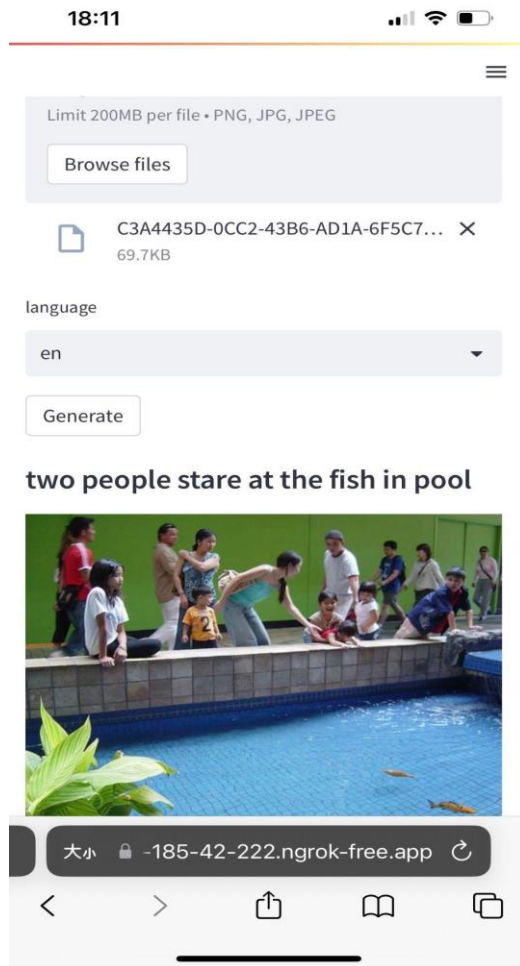 18:11
Limit 200MB per file • PNG, JPG, JPEG
Browse files
C3A4435D-0CC2-43B6-AD1A-6F5C7...
69.7KB
language
en
Generate
two people stare at the fish in pool
2
大小 -185-42-222.ngrok-free.app